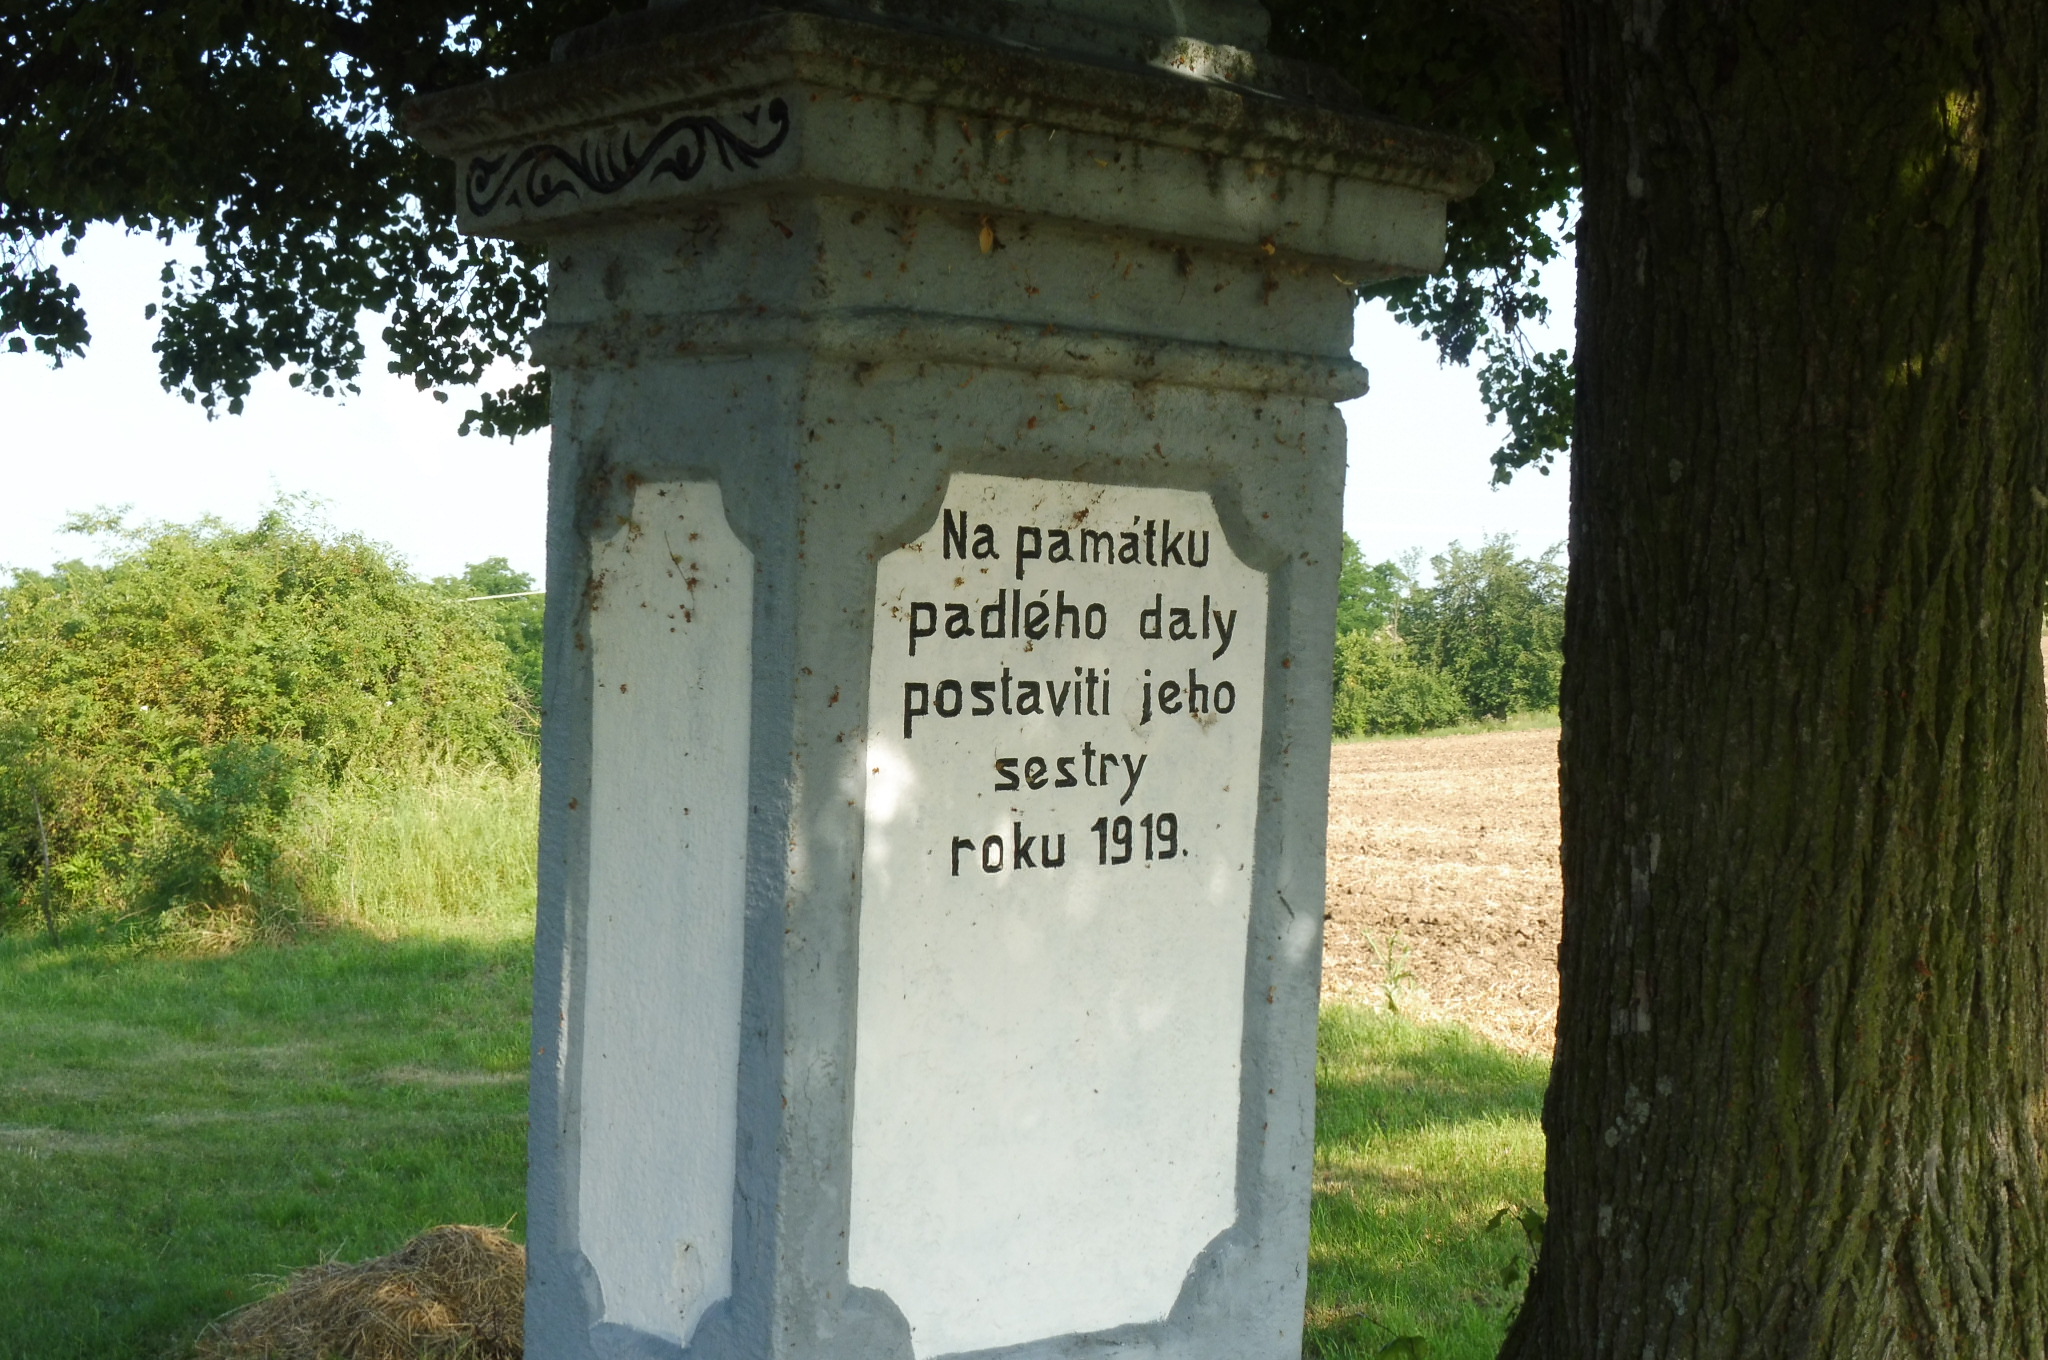 Na památku
padlého daly
postaviti jeho
sestry
roku 1919.